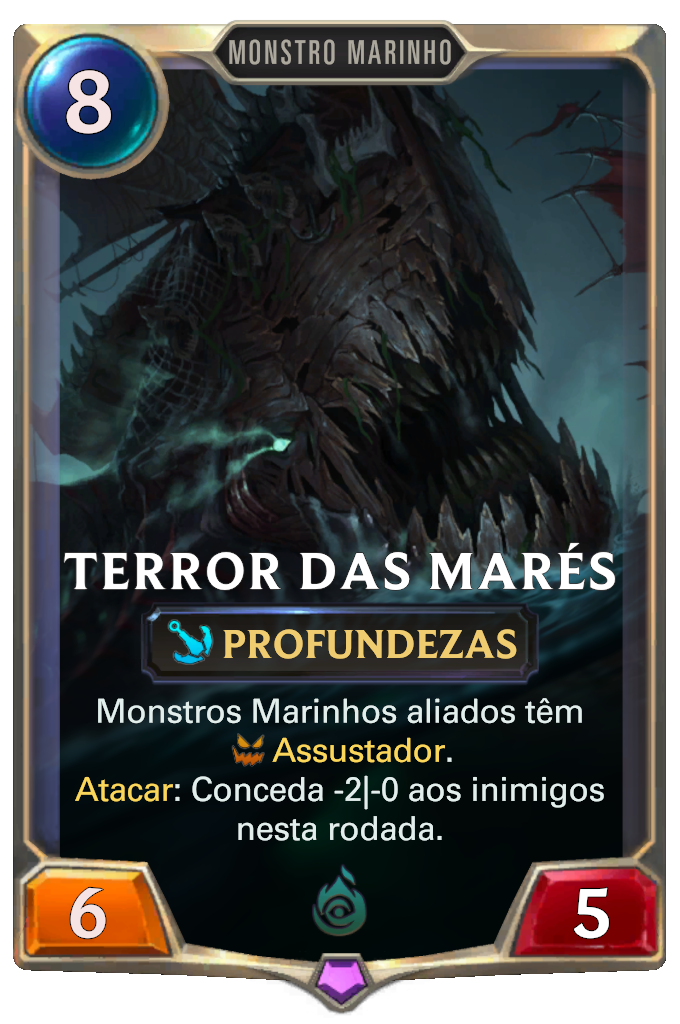 MONSTRO MARINHO
8
TERROR DAS MARÉS
PROFUNDEZAS
Monstros Marinhos aliados têm
Assustador.
Atacar: Conceda -2|-0 aos inimigos
nesta rodada.
6
5